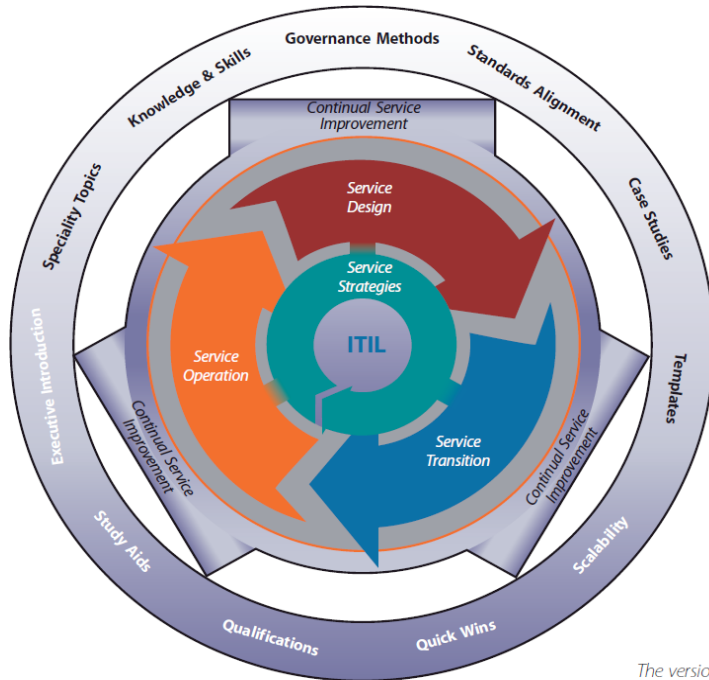 Governance Methods
Standards Alignment
Case Studies
Templates
Scalability
Quick Wins
Qualifications
Study Aids
Executive Introduction
Speciality Topics
Knowledge & Skills
Continual Service
Improvement
Service
Design
Service
Strategies
ITIL
Service
Operation
Service
Transition
Continual Service
Improvement
Continual Service
Improvement
The versio